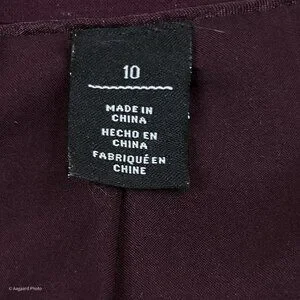 10
MADE IN
CHINA
HECHO EN
CHINA
FABRIQUÉ EN
CHINE
© Aagaard Photo